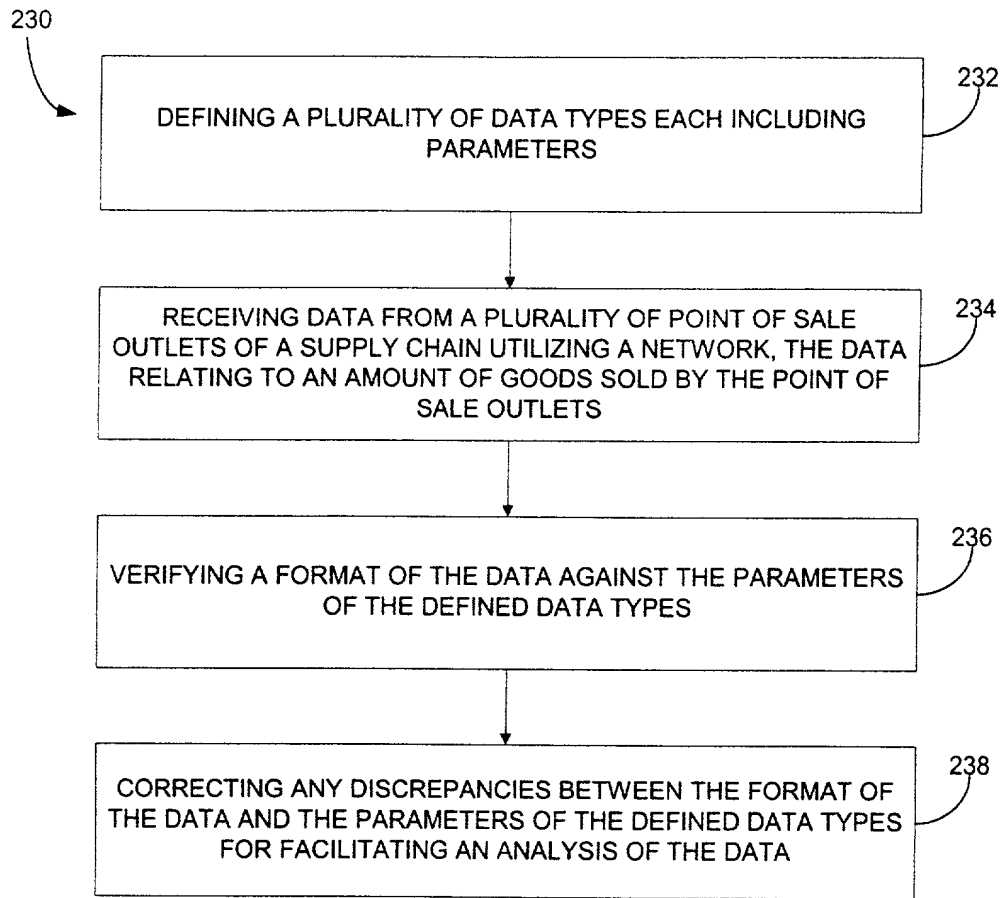 230
232
DEFINING A PLURALITY OF DATA TYPES EACH INCLUDING
PARAMETERS
234
RECEIVING DATA FROM A PLURALITY OF POINT OF SALE
OUTLETS OF A SUPPLY CHAIN UTILIZING A NETWORK, THE DATA
RELATING TO AN AMOUNT OF GOODS SOLD BY THE POINT OF
SALE OUTLETS
236
VERIFYING A FORMAT OF THE DATA AGAINST THE PARAMETERS
OF THE DEFINED DATA TYPES
238
CORRECTING ANY DISCREPANCIES BETWEEN THE FORMAT OF
THE DATA AND THE PARAMETERS OF THE DEFINED DATA TYPES
FOR FACILITATING AN ANALYSIS OF THE DATA